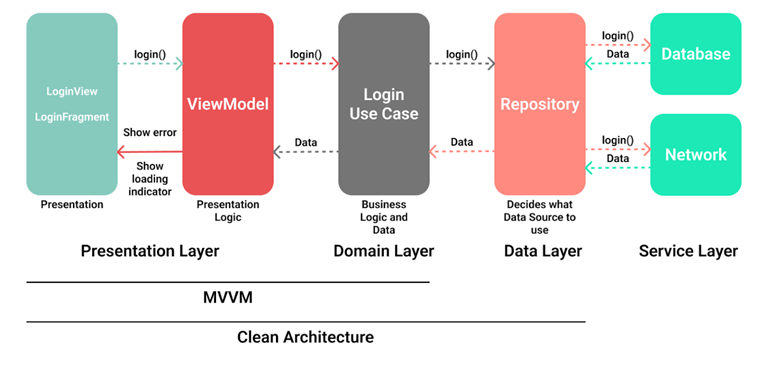 login()
login()
login()
login()
Data
Database
LoginView
LoginFragment
ViewModel
Login
Use Case
Repository
Show error
Data
Data
login()
Data
Network
Show
loading
indicator
Presentation
Presentation
Logic
Business
Logic and
Data
Decides what
Data Source to
use
Presentation Layer
Domain Layer
Data Layer
Service Layer
MVVM
Clean Architecture